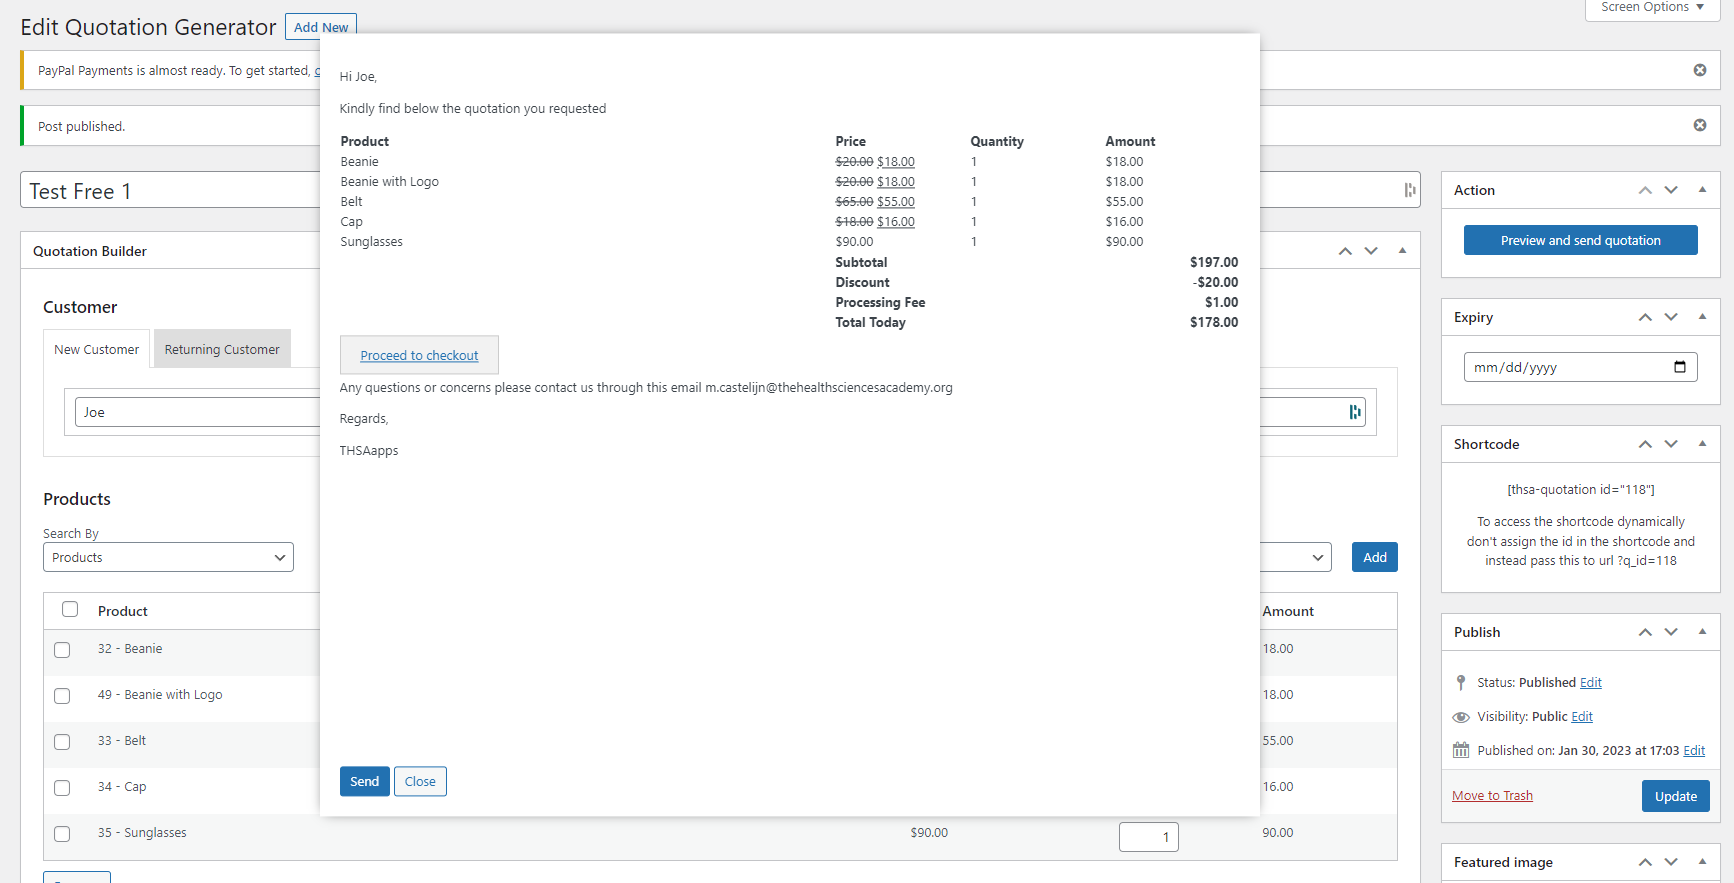 Edit Quotation Generator Add New Screen Options
PayPal Payments is almost ready. To get started,
Post published.
Test Free 1
Quotation Builder
Customer
New Customer Returning Customer
Joe
Products
Search By
Products
Add
Product Amount
32 - Beanie 18.00
49 - Beanie with Logo 18.00
33 - Belt 55.00
34 - Cap 16.00
35 - Sunglasses $90.00 1 90.00
Hi Joe,
Kindly find below the quotation you requested
Product Price Quantity Amount
Beanie $20.00 $18.00 1 $18.00
Beanie with Logo $20.00 $18.00 1 $18.00
Belt $65.00 $55.00 1 $55.00
Cap $18.00 $16.00 1 $16.00
Sunglasses $90.00 1 $90.00
Subtotal $197.00
Discount -$20.00
Processing Fee $1.00
Total Today $178.00
Proceed to checkout
Any questions or concerns please contact us through this email m.castelijn@thehealthsciencesacademy.org
Regards,
THSAapps
Send Close
Action
Preview and send quotation
Expiry
mm/dd/yyyy
Shortcode
[thsa-quotation id="118"]
To access the shortcode dynamically
don't assign the id in the shortcode and
instead pass this to url ?q_id=118
Publish
Status: Published Edit
Visibility: Public Edit
Published on: Jan 30, 2023 at 17:03 Edit
Move to Trash Update
Featured image